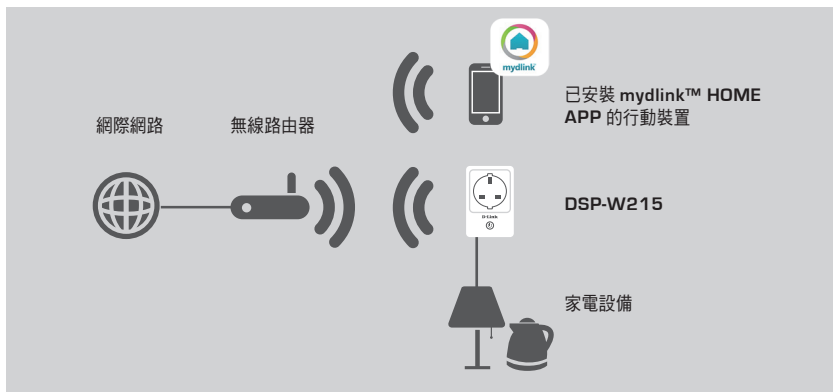 mydlink
已安裝 mydlink™ HOME
APP 的行動裝置
網際網路
無線路由器
D-Link
DSP-W215
家電設備